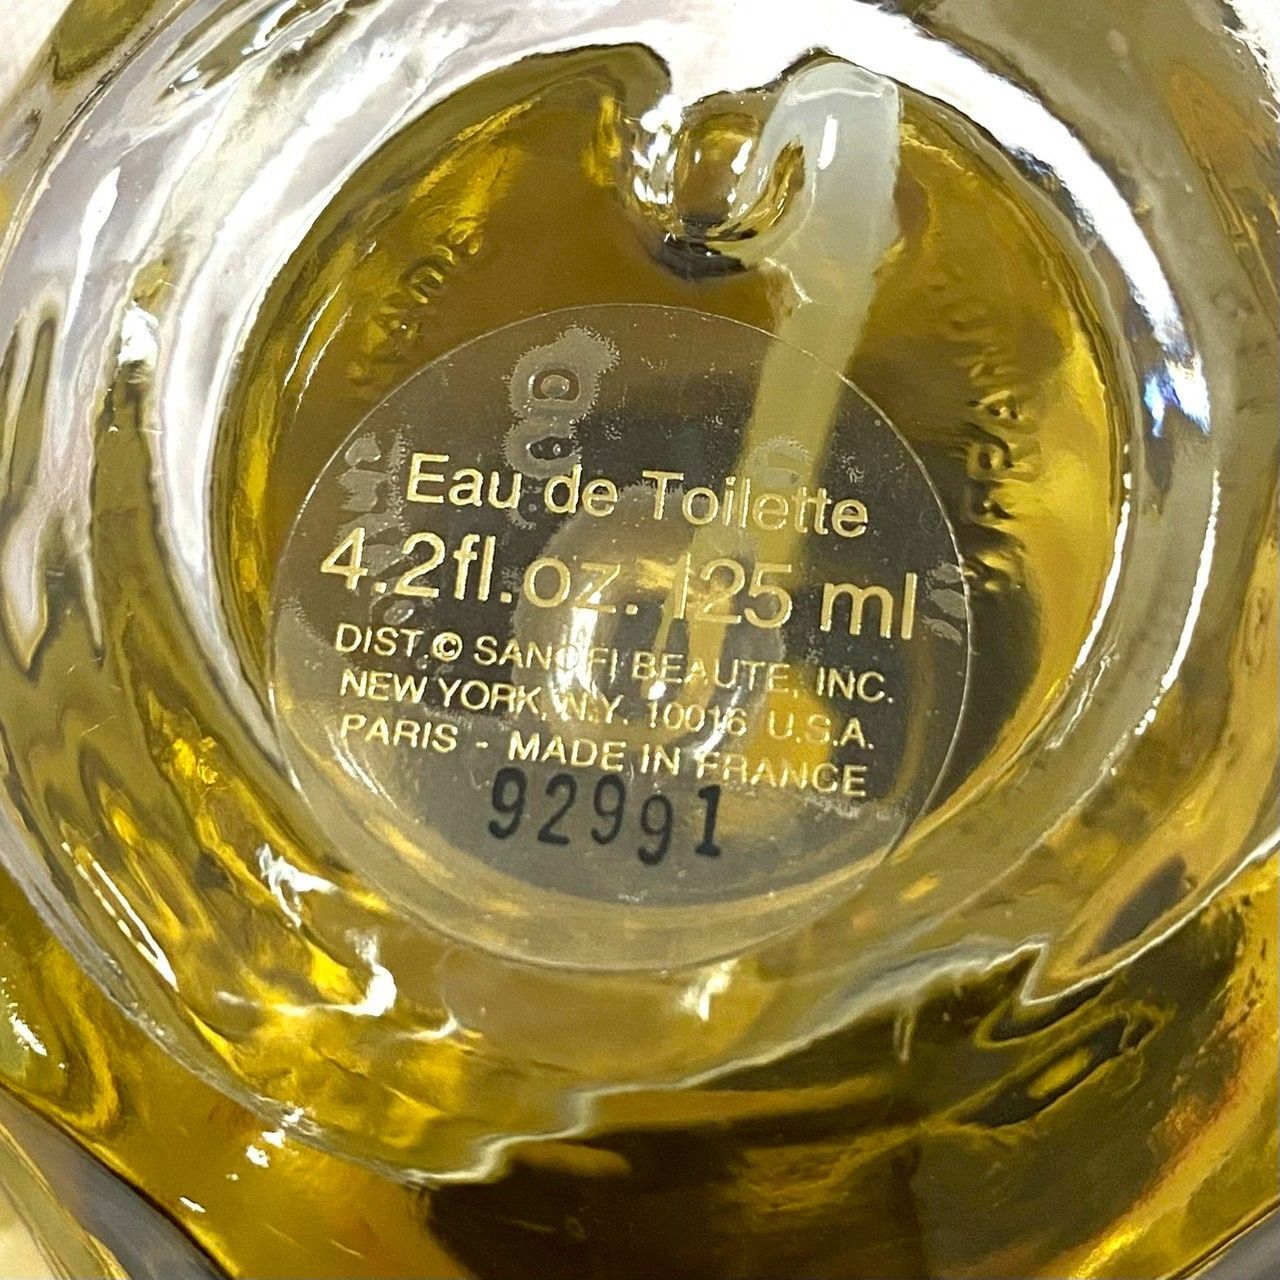 Eau de Toilette
4.2fl.oz. 125 ml
DIST.© SANOFI BEAUTE, INC.
NEW YORK, N.Y. 10016 U.S.A.
PARIS - MADE IN FRANCE
92991